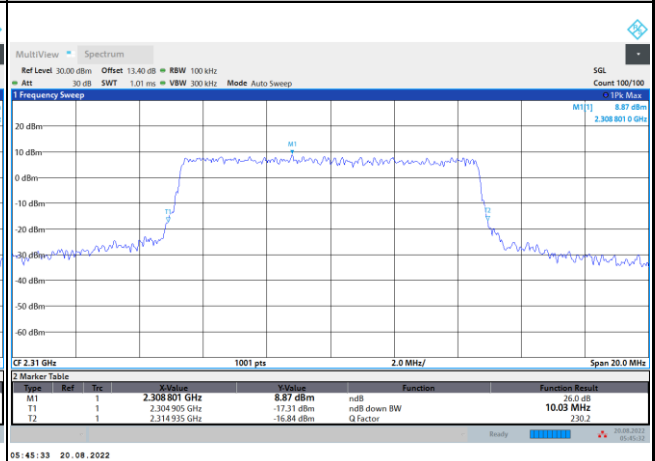 MultiView Spectrum
Ref Level 30.00 dBm Offset 13.40 dB RBW 100 kHz SGL
Att 30 dB SWT 1.01 ms VBW 300 kHz Mode Auto Sweep Count 100/100
1 Frequency Sweep 1Pk Max
M1[1] 8.87 dBm
2.308 801 0 GHz
20 dBm
M1
10 dBm
0 dBm
-10 dBm
T1 T2
-20 dBm
-30 dBm
-40 dBm
-50 dBm
-60 dBm
CF 2.31 GHz 1001 pts 2.0 MHz/ Span 20.0 MHz
2 Marker Table
Type Ref Trc X-Value Y-Value Function Function Result
M1 1 2.308 801 GHz 8.87 dBm ndB 26.0 dB
T1 1 2.304 905 GHz -17.31 dBm ndB down BW 10.03 MHz
T2 1 2.314 935 GHz -16.84 dBm Q Factor 230.2
Ready 20.08.2022
05:45:32
05:45:33 20.08.2022